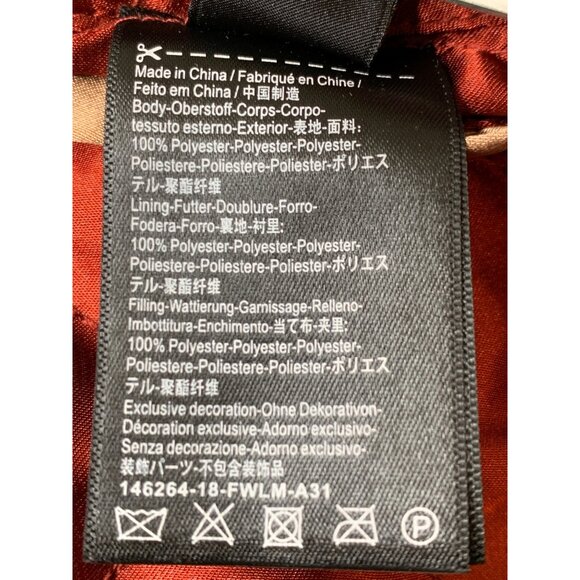 Made in China / Fabriqué en Chine /
Feito em China / 中国制造
Body-Oberstoff-Corps-Corpo-
tessuto esterno-Exterior-表地-面料:
100% Polyester-Polyester-Polyester-
Poliestere-Poliestere-Poliester-ポリエス
テル-聚酯纤维
Lining-Futter-Doublure-Forro-
Fodera-Forro-裏地-衬里:
100% Polyester-Polyester-Polyester-
Poliestere-Poliestere-Poliester-ポリエス
テル-聚酯纤维
Filling-Wattierung-Garnissage-Relleno-
Imbottitura-Enchimento-当て布-夹里:
100% Polyester-Polyester-Polyester-
Poliestere-Poliestere-Poliester-ポリエス
テル-聚酯纤维
Exclusive decoration-Ohne Dekorativon-
Décoration exclusive-Adorno exclusivo-
Senza decorazione-Adorno exclusivo-
装飾パーツ-不包含装饰品
146264-18-FWLM-A31
P